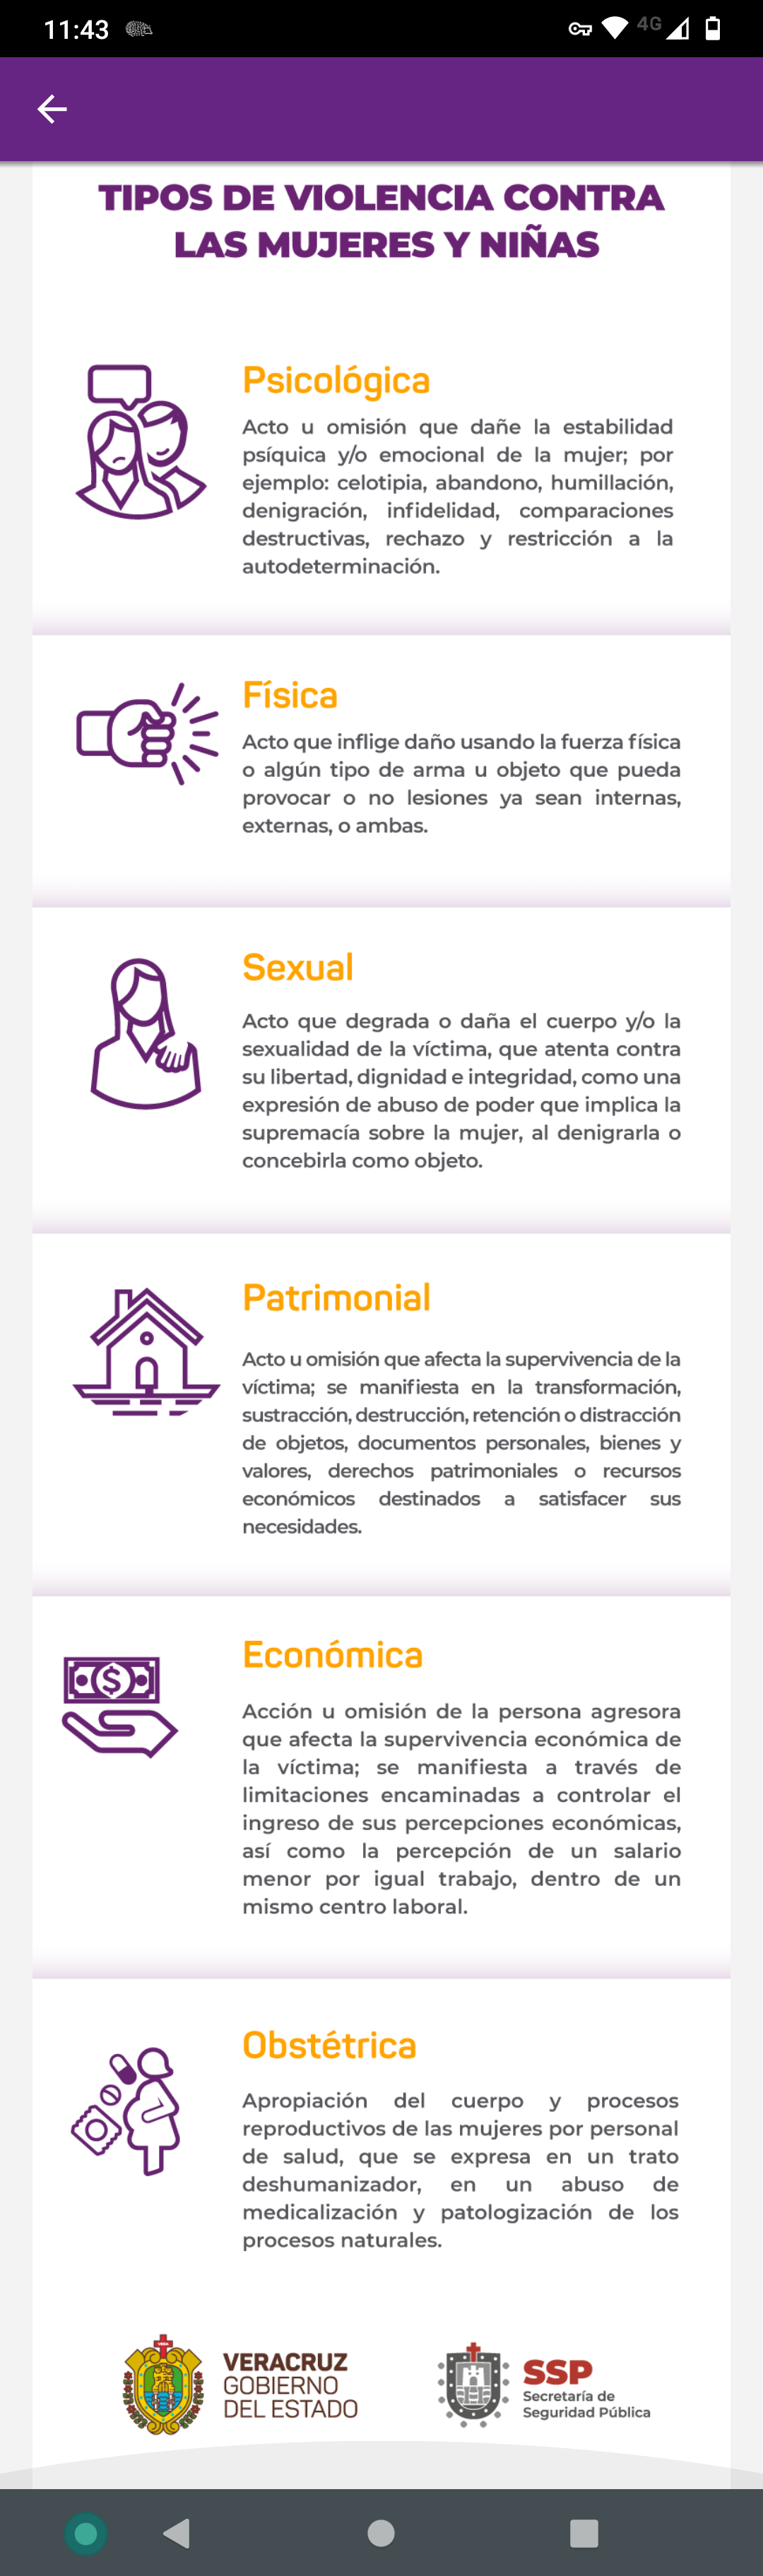 11:43
4G
TIPOS DE VIOLENCIA CONTRA
LAS MUJERES Y NIÑAS
Psicológica
Acto u omisión que dañe la estabilidad
psíquica y/o emocional de la mujer; por
ejemplo: celotipia, abandono, humillación,
denigración, infidelidad, comparaciones
destructivas, rechazo y restricción a la
autodeterminación.
Física
Acto que inflige daño usando la fuerza física
o algún tipo de arma u objeto que pueda
provocar o no lesiones ya sean internas,
externas, o ambas.
Sexual
Acto que degrada o daña el cuerpo y/o la
sexualidad de la víctima, que atenta contra
su libertad, dignidad e integridad, como una
expresión de abuso de poder que implica la
supremacía sobre la mujer, al denigrarla o
concebirla como objeto.
Patrimonial
Acto u omisión que afecta la supervivencia de la
víctima; se manifiesta en la transformación,
sustracción, destrucción, retención o distracción
de objetos, documentos personales, bienes y
valores, derechos patrimoniales o recursos
económicos destinados a satisfacer sus
necesidades.
Económica
$
Acción u omisión de la persona agresora
que afecta la supervivencia económica de
la víctima; se manifiesta a través de
limitaciones encaminadas a controlar el
ingreso de sus percepciones económicas,
así como la percepción de un salario
menor por igual trabajo, dentro de un
mismo centro laboral.
Obstétrica
Apropiación del cuerpo y procesos
reproductivos de las mujeres por personal
de salud, que se expresa en un trato
deshumanizador, en un abuso de
medicalización y patologización de los
procesos naturales.
VERACRUZ
GOBIERNO
DEL ESTADO
SSP
Secretaría de
Seguridad Pública